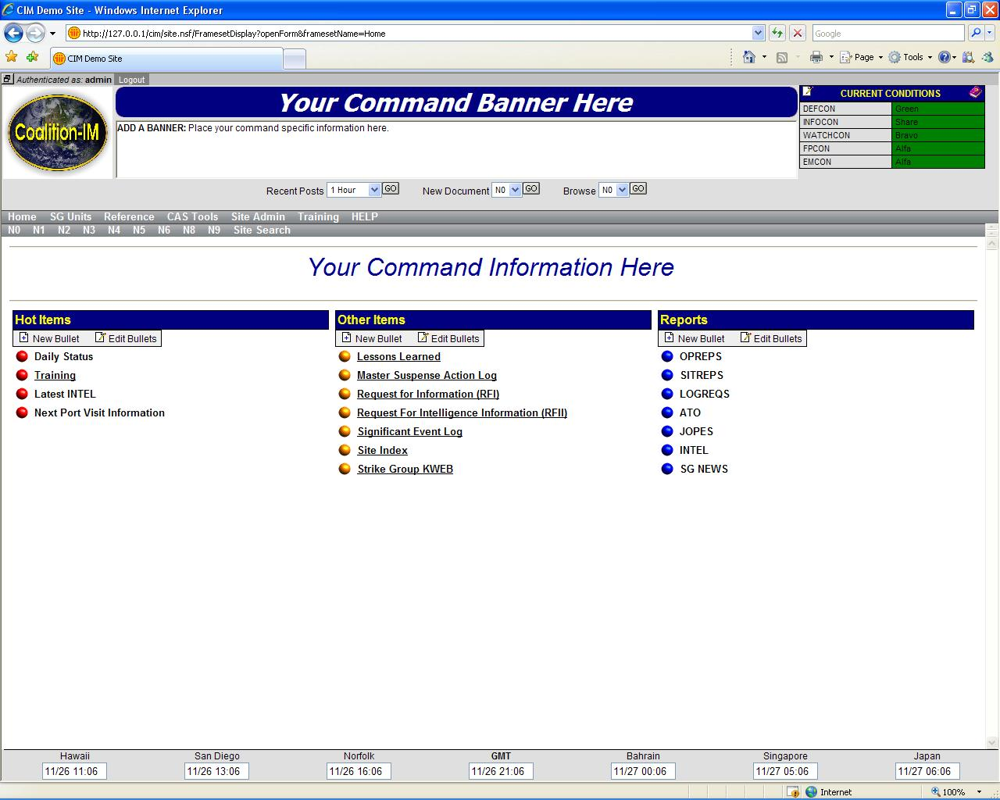 CIM Demo Site - Windows Internet Explorer
http://127.0.0.1/cim/site.nsf/FramesetDisplay?openForm&framesetName=Home
Google
CIM Demo Site
Page
Tools
Authenticated as: admin Logout
Coalition-IM
Your Command Banner Here
ADD A BANNER: Place your command specific information here.
CURRENT CONDITIONS
DEFCON Green
INFOCON Share
WATCHCON Bravo
FPCON Alfa
EMCON Alfa
Recent Posts 1 Hour GO New Document N0 GO Browse N0 GO
Home SG Units Reference CAS Tools Site Admin Training HELP
N0 N1 N2 N3 N4 N5 N6 N8 N9 Site Search
Your Command Information Here
Hot Items
New Bullet Edit Bullets
Daily Status
Training
Latest INTEL
Next Port Visit Information
Other Items
New Bullet Edit Bullets
Lessons Learned
Master Suspense Action Log
Request for Information (RFI)
Request For Intelligence Information (RFII)
Significant Event Log
Site Index
Strike Group KWEB
Reports
New Bullet Edit Bullets
OPREPS
SITREPS
LOGREQS
ATO
JOPES
INTEL
SG NEWS
Hawaii San Diego Norfolk GMT Bahrain Singapore Japan
11/26 11:06 11/26 13:06 11/26 16:06 11/26 21:06 11/27 00:06 11/27 05:06 11/27 06:06
Internet 100%